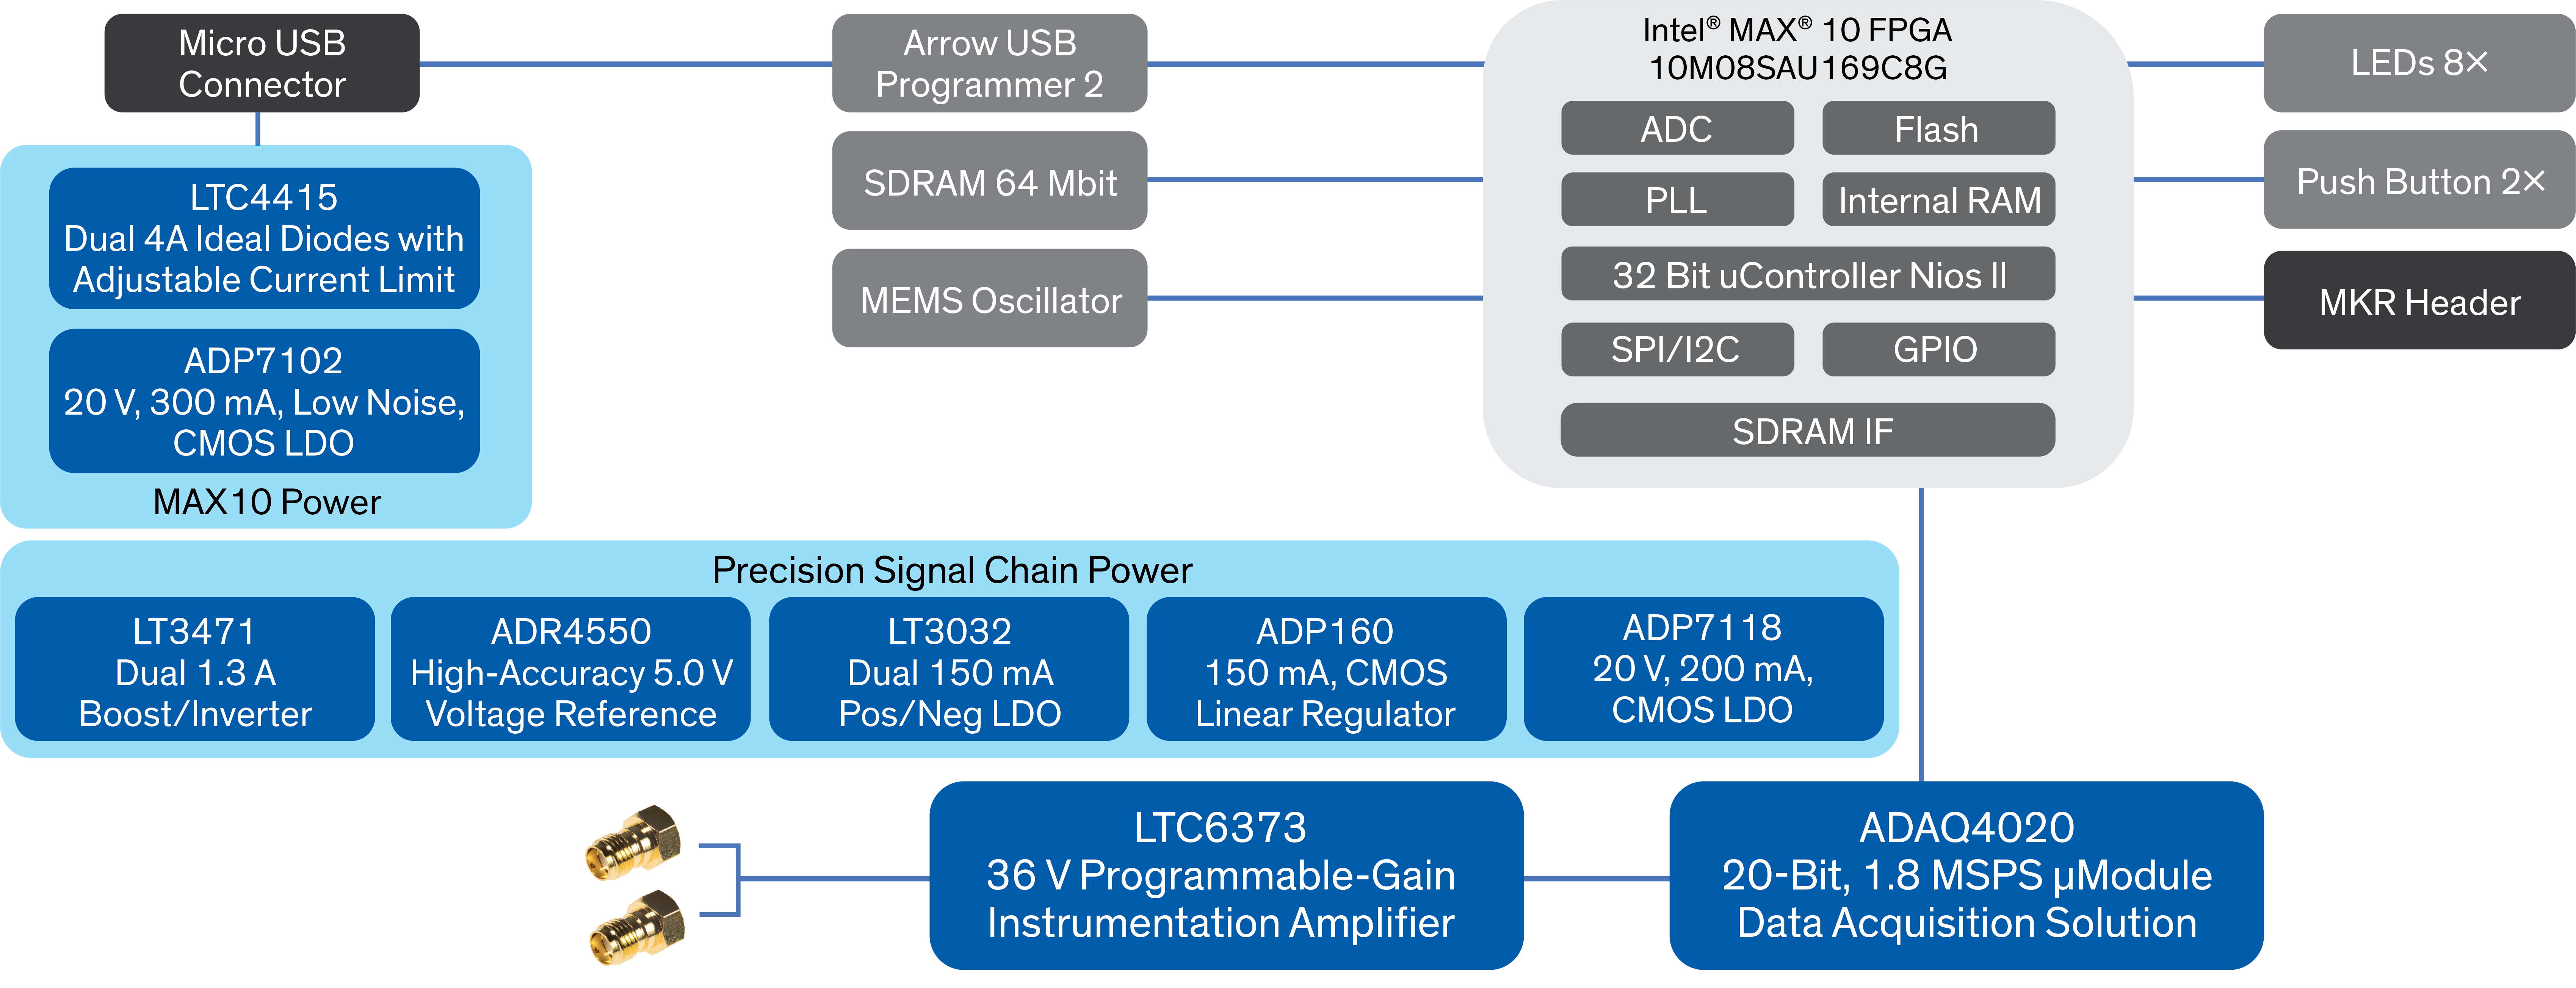 Micro USB
Connector
Arrow USB
Programmer 2
SDRAM 64 Mbit
MEMS Oscillator
Intel® MAX® 10 FPGA
10M08SAU169C8G
ADC
Flash
PLL
Internal RAM
32 Bit uController Nios II
SPI/I2C
GPIO
SDRAM IF
LEDs 8×
Push Button 2×
MKR Header
LTC4415
Dual 4A Ideal Diodes with
Adjustable Current Limit
ADP7102
20 V, 300 mA, Low Noise,
CMOS LDO
MAX10 Power
Precision Signal Chain Power
LT3471
Dual 1.3 A
Boost/Inverter
ADR4550
High-Accuracy 5.0 V
Voltage Reference
LT3032
Dual 150 mA
Pos/Neg LDO
ADP160
150 mA, CMOS
Linear Regulator
ADP7118
20 V, 200 mA,
CMOS LDO
LTC6373
36 V Programmable-Gain
Instrumentation Amplifier
ADAQ4020
20-Bit, 1.8 MSPS µModule
Data Acquisition Solution